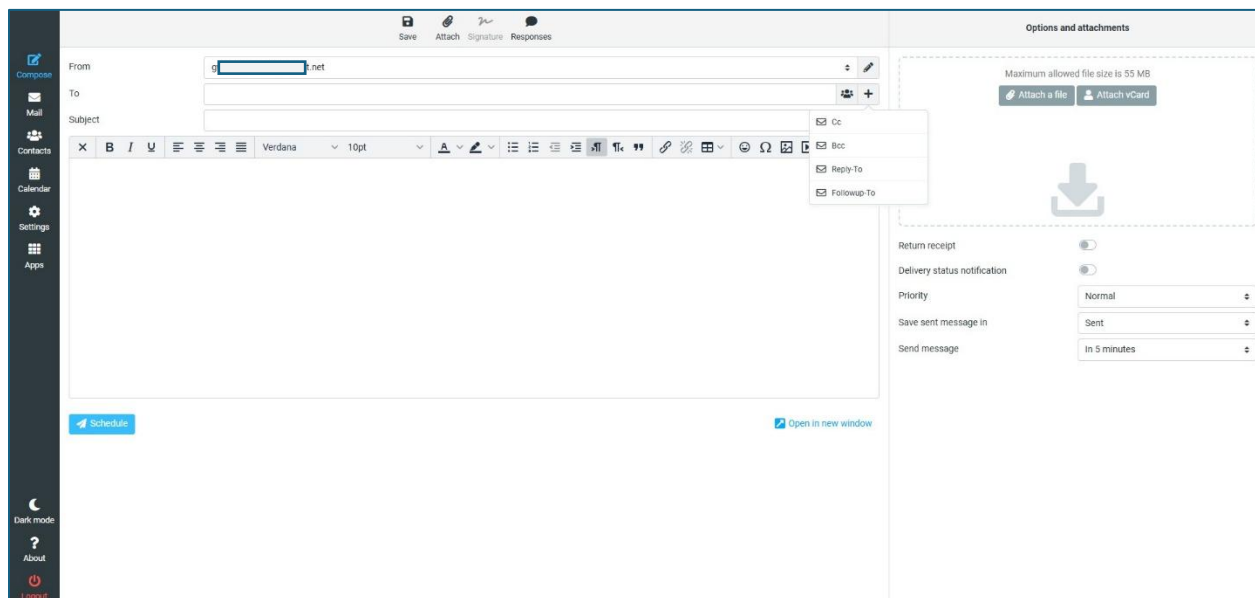 Save Attach Signature Responses
Options and attachments
Compose
Mail
Contacts
Calendar
Settings
Apps
Dark mode
About
Logout
From g t.net
To
Subject
Cc
Bcc
Reply-To
Followup-To
B I U Verdana 10pt A
Schedule
Open in new window
Maximum allowed file size is 55 MB
Attach a file Attach vCard
Return receipt
Delivery status notification
Priority Normal
Save sent message in Sent
Send message In 5 minutes